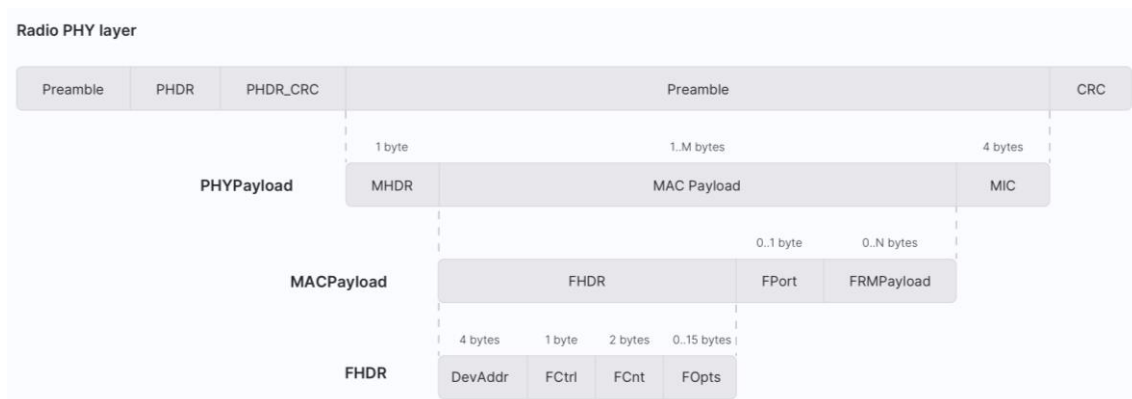 Radio PHY layer
Preamble PHDR PHDR_CRC Preamble CRC
1 byte 1..M bytes 4 bytes
PHYPayload MHDR MAC Payload MIC
0..1 byte 0..N bytes
MACPayload FHDR FPort FRMPayload
4 bytes 1 byte 2 bytes 0..15 bytes
FHDR DevAddr FCtrl FCnt FOpts